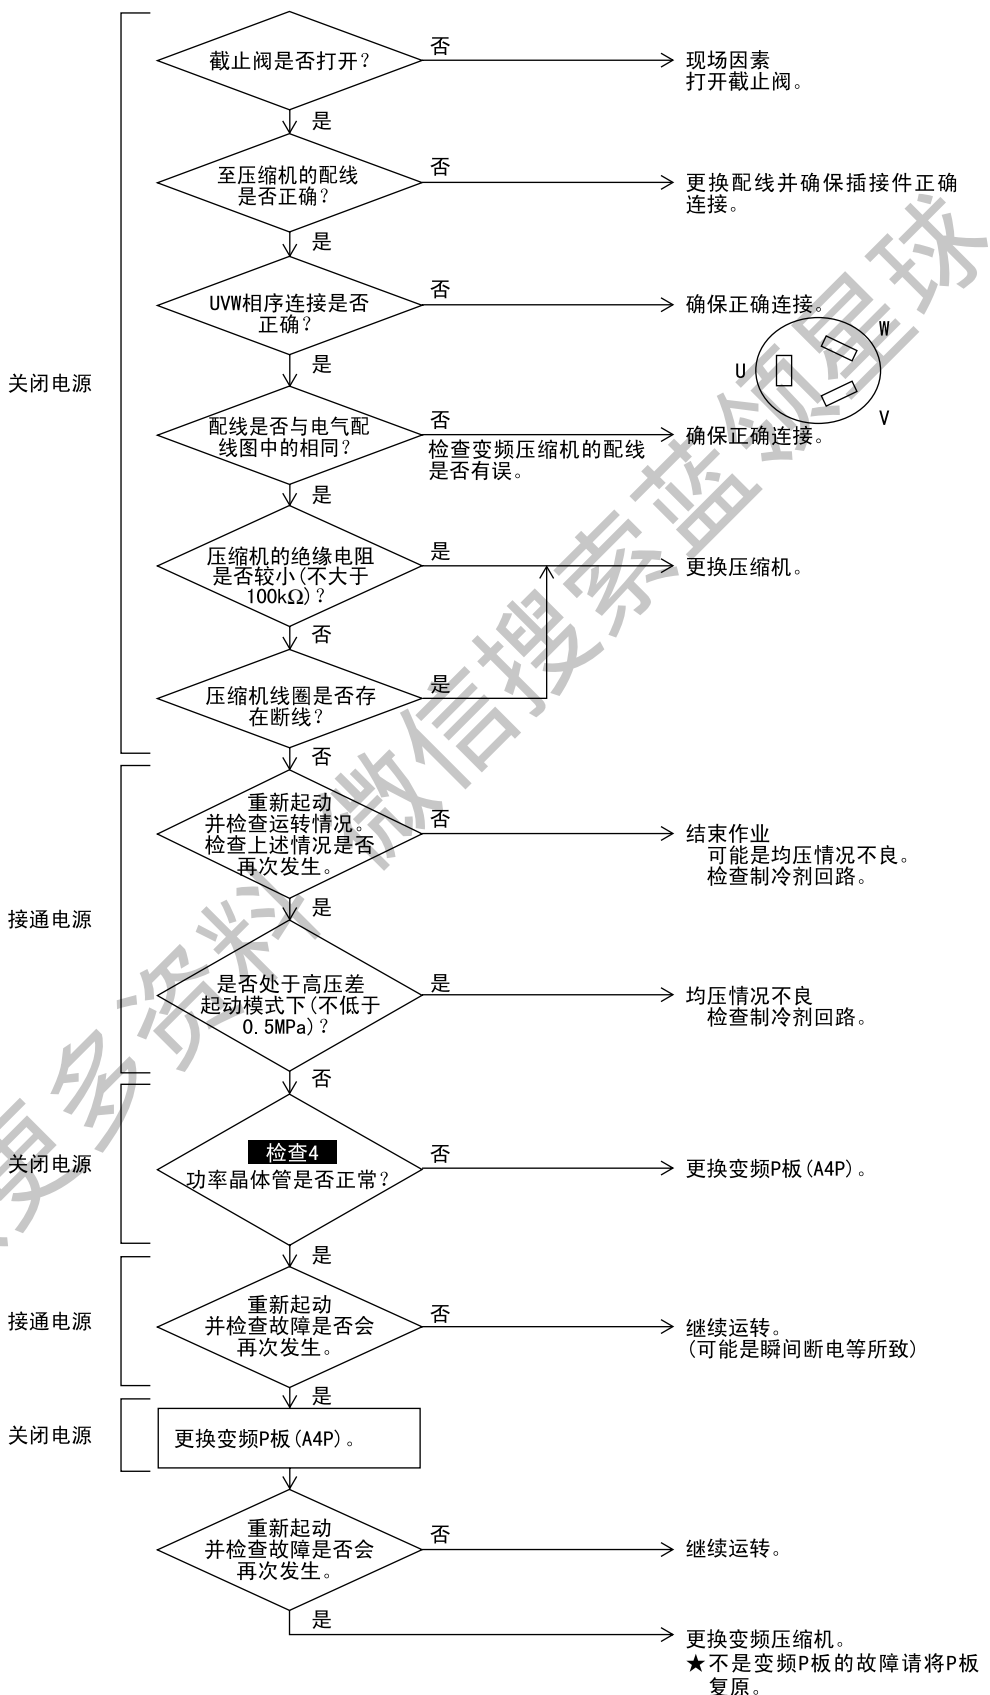 截止阀是否打开？
否
现场因素
打开截止阀。
是
至压缩机的配线
是否正确？
否
更换配线并确保插接件正确
连接。
是
UVW相序连接是否
正确？
否
确保正确连接。
W
U
V
是
关闭电源
配线是否与电气配
线图中的相同？
否
检查变频压缩机的配线
是否有误。
确保正确连接。
是
压缩机的绝缘电阻
是否较小(不大于
100kΩ)？
是
更换压缩机。
否
压缩机线圈是否存
在断线？
是
否
重新起动
并检查运转情况。
检查上述情况是否
再次发生。
否
结束作业
可能是均压情况不良。
检查制冷剂回路。
是
接通电源
是否处于高压差
起动模式下(不低于
0.5MPa)？
是
均压情况不良
检查制冷剂回路。
否
关闭电源
检查4
功率晶体管是否正常？
否
更换变频P板(A4P)。
是
接通电源
重新起动
并检查故障是否会
再次发生。
否
继续运转。
(可能是瞬间断电等所致)
是
关闭电源
更换变频P板(A4P)。
重新起动
并检查故障是否会
再次发生。
否
继续运转。
是
更换变频压缩机。
★不是变频P板的故障请将P板
复原。
更多资料 微信搜索蓝领星球